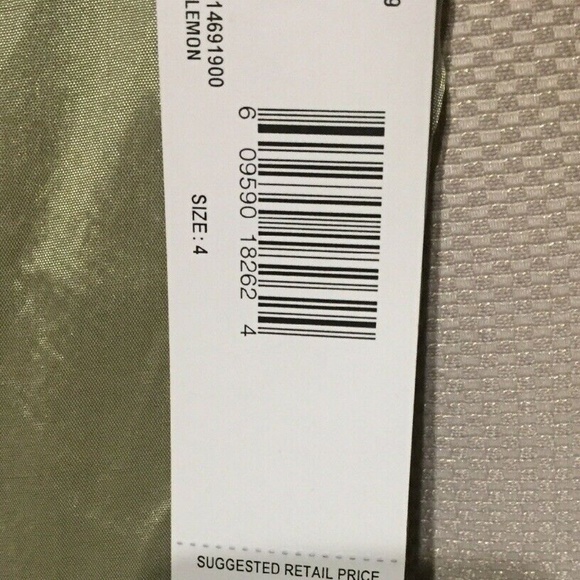 14691900
LEMON
SIZE: 4
6 09590 18262 4
SUGGESTED RETAIL PRICE